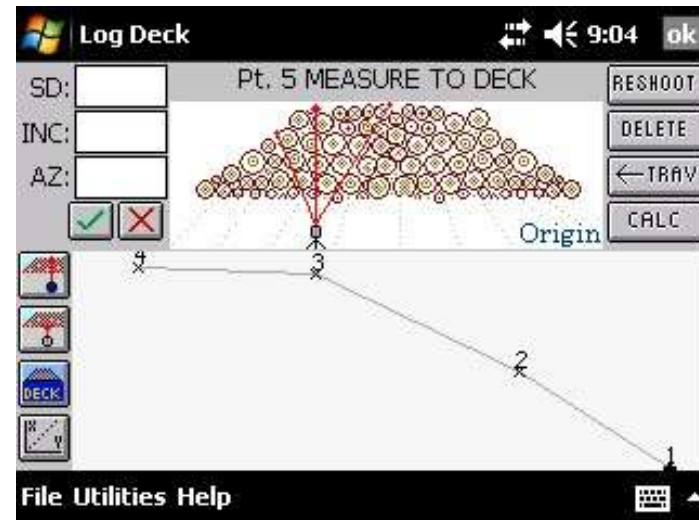 Log Deck 9:04 ok
SD: Pt. 5 MEASURE TO DECK RESHOOT
INC: DELETE
AZ: ←TRAV
Origin CALC
4 3
2
DECK
X Y
1
File Utilities Help